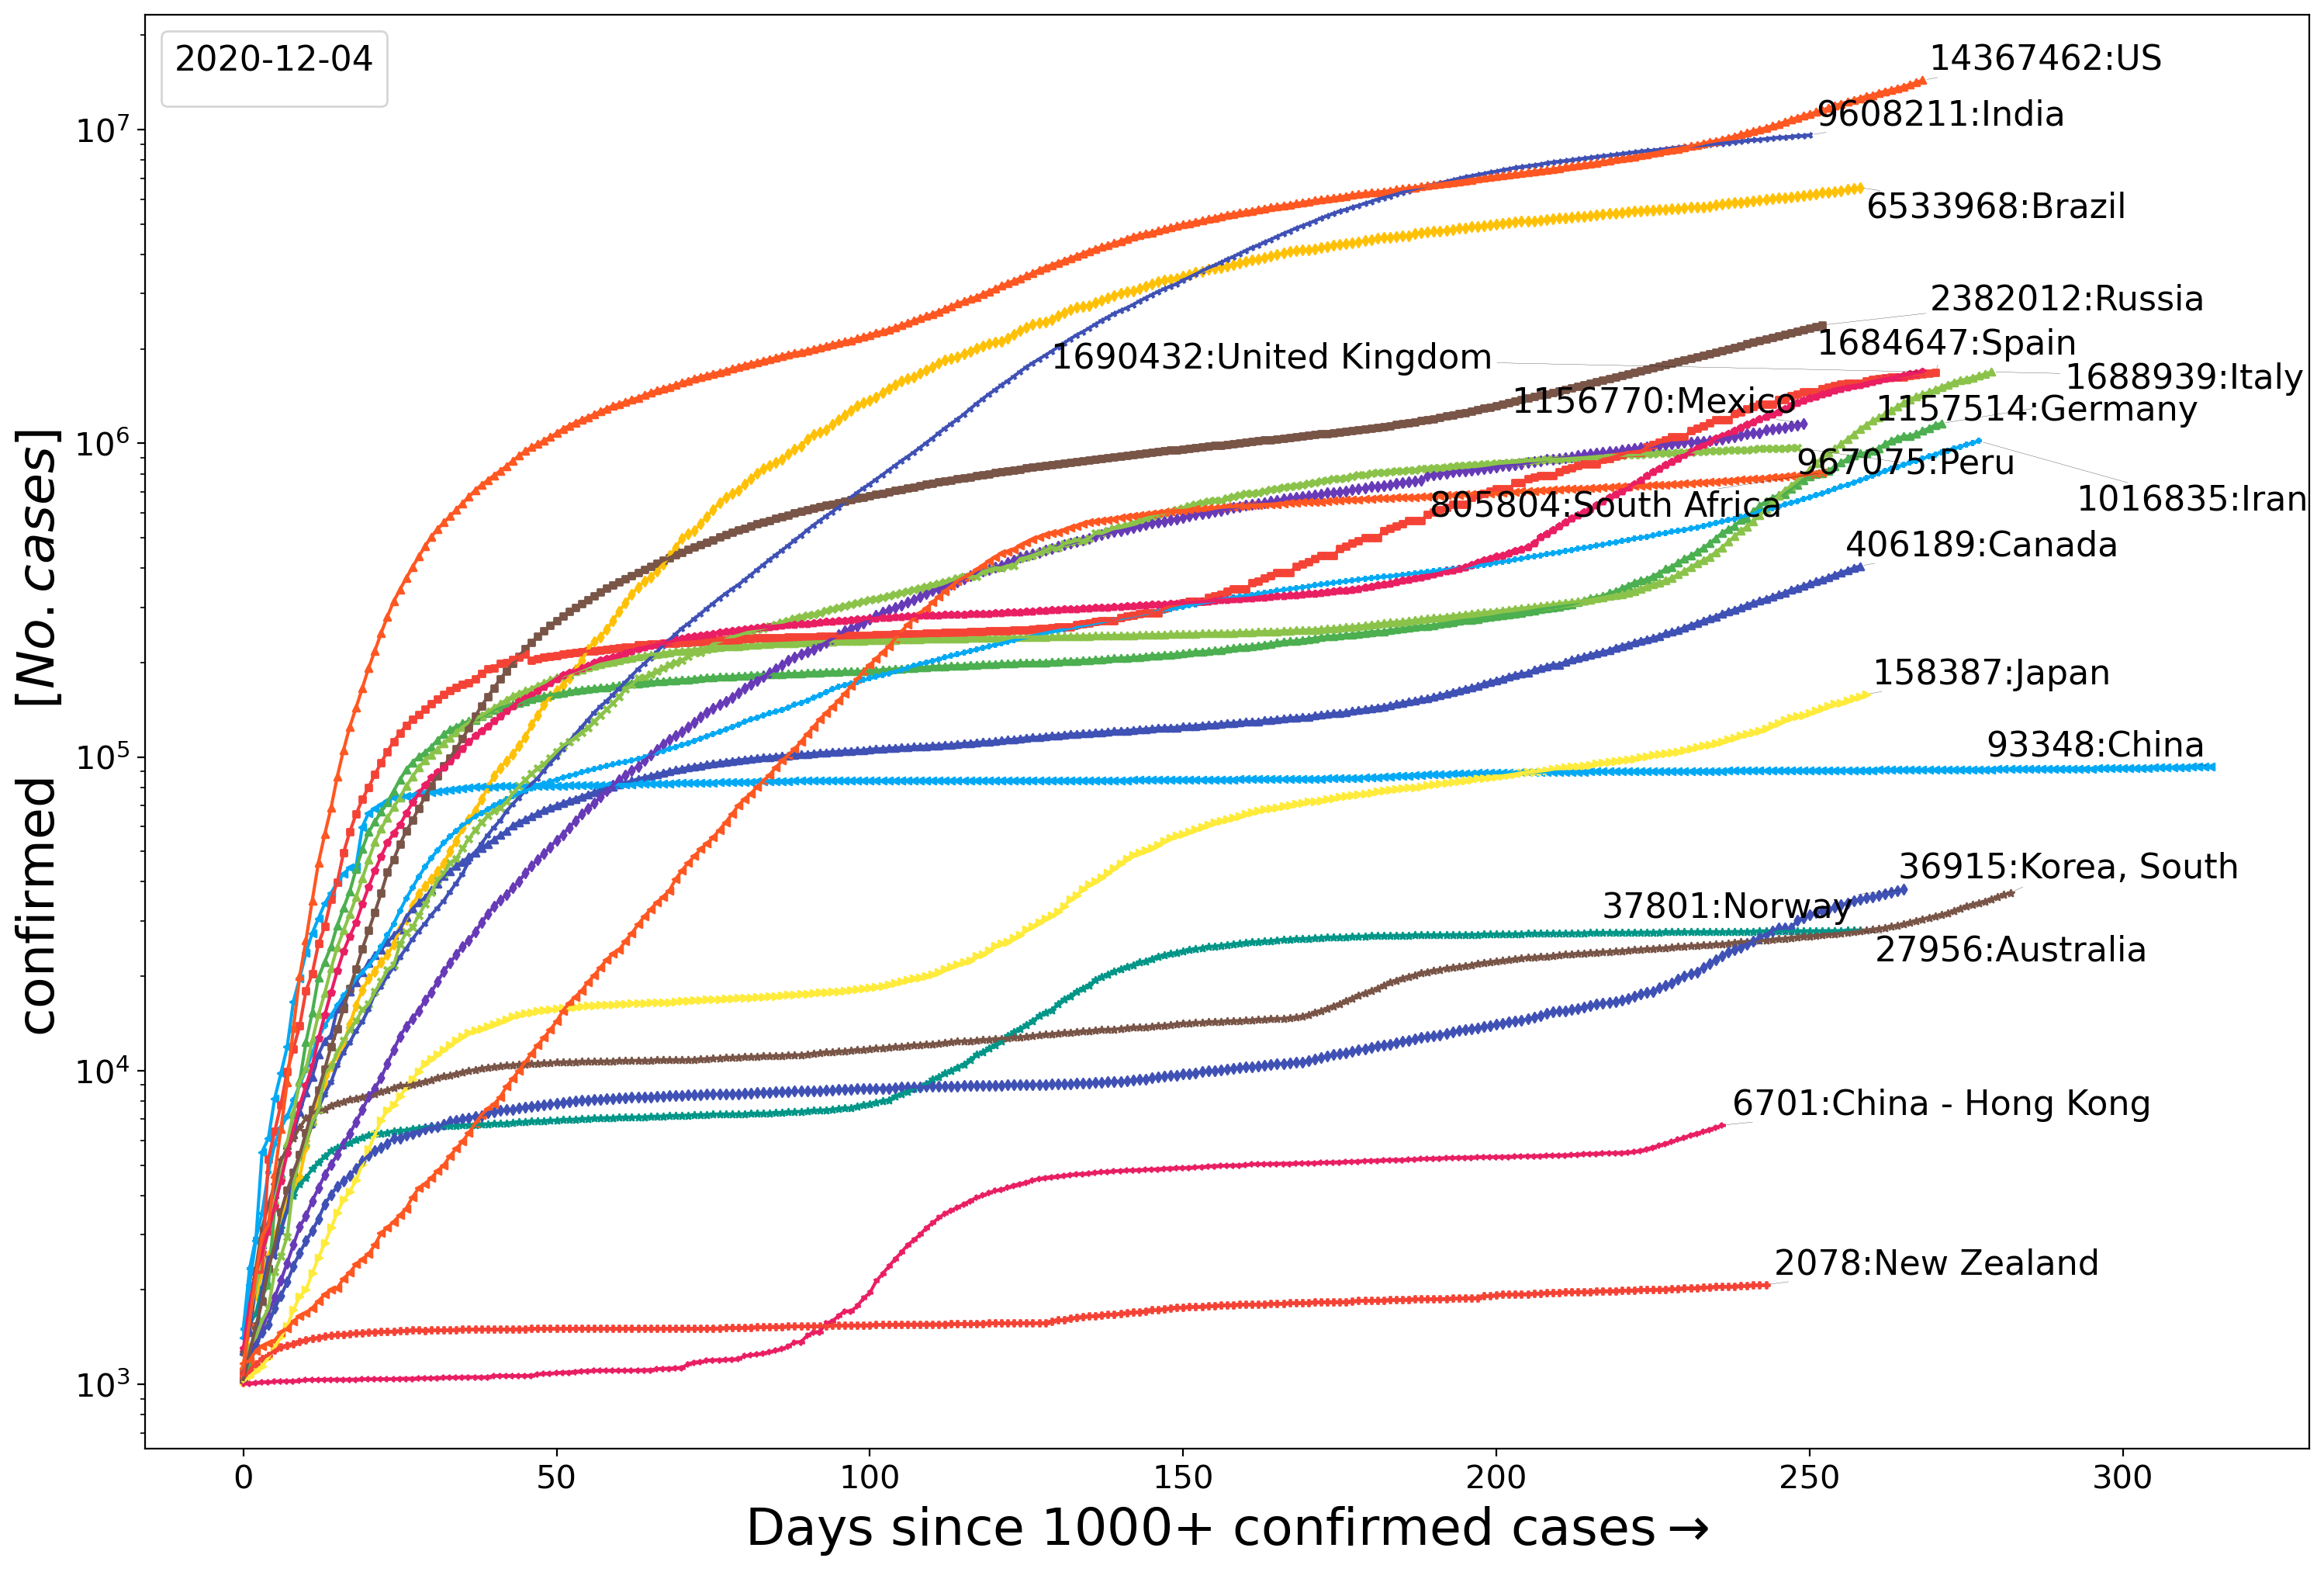 2020-12-04
14367462:US
9608211:India
6533968:Brazil
2382012:Russia
1684647:Spain
1690432:United Kingdom
1688939:Italy
1156770:Mexico
1157514:Germany
967075:Peru
1016835:Iran
805804:South Africa
406189:Canada
158387:Japan
93348:China
36915:Korea, South
37801:Norway
27956:Australia
6701:China - Hong Kong
2078:New Zealand
10⁷
10⁶
10⁵
10⁴
10³
confirmed [No. cases]
0 50 100 150 200 250 300
Days since 1000+ confirmed cases→